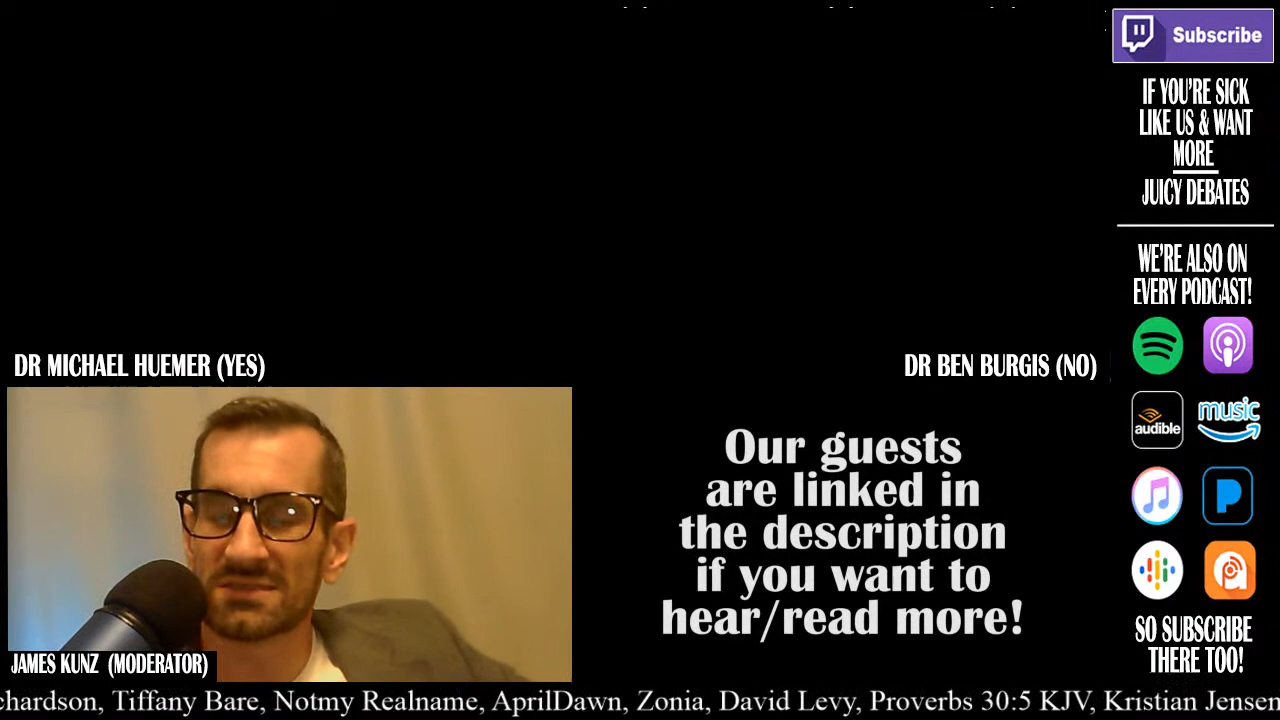 Subscribe
IF YOU'RE SICK
LIKE US & WANT
MORE
JUICY DEBATES
WE'RE ALSO ON
EVERY PODCAST!
audible
music
SO SUBSCRIBE
THERE TOO!
DR MICHAEL HUEMER (YES)
DR BEN BURGIS (NO)
Our guests
are linked in
the description
if you want to
hear/read more!
JAMES KUNZ (MODERATOR)
chardson, Tiffany Bare, Notmy Realname, AprilDawn, Zonia, David Levy, Proverbs 30:5 KJV, Kristian Jensen